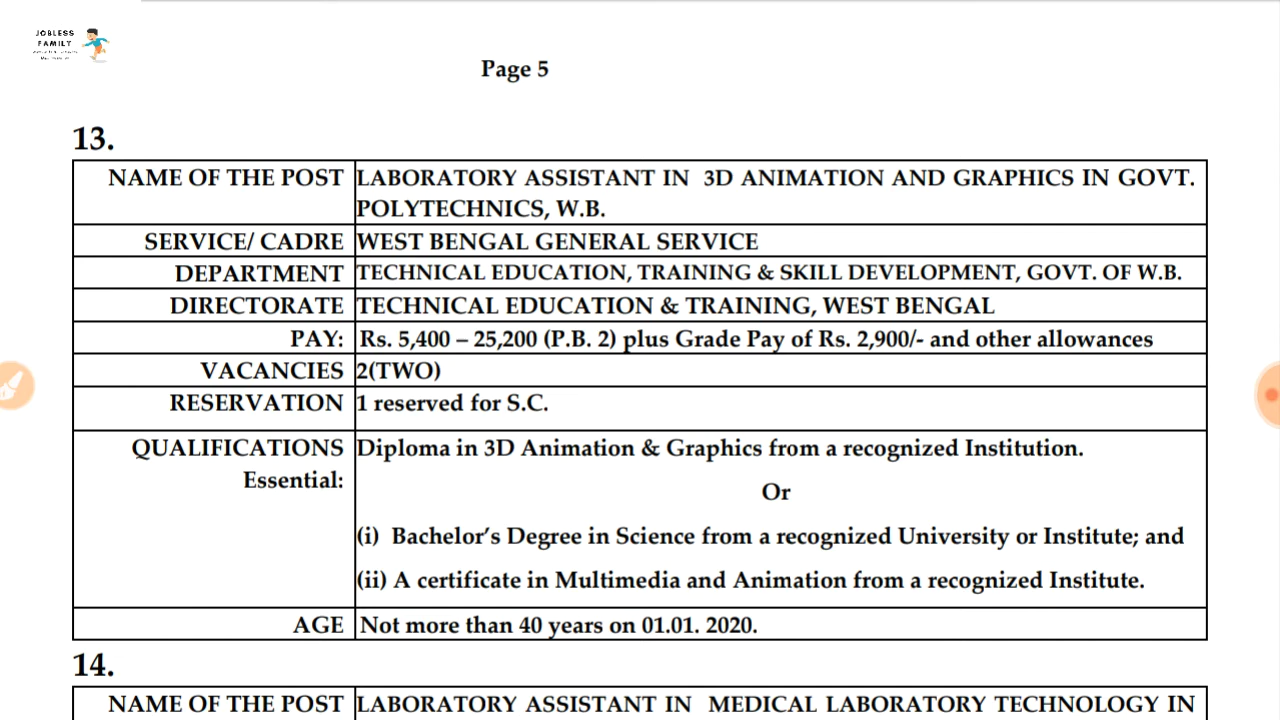 JOBLESS
FAMILY
Page 5
13.
NAME OF THE POST LABORATORY ASSISTANT IN 3D ANIMATION AND GRAPHICS IN GOVT.
POLYTECHNICS, W.B.
SERVICE/ CADRE WEST BENGAL GENERAL SERVICE
DEPARTMENT TECHNICAL EDUCATION, TRAINING & SKILL DEVELOPMENT, GOVT. OF W.B.
DIRECTORATE TECHNICAL EDUCATION & TRAINING, WEST BENGAL
PAY: Rs. 5,400 – 25,200 (P.B. 2) plus Grade Pay of Rs. 2,900/- and other allowances
VACANCIES 2(TWO)
RESERVATION 1 reserved for S.C.
QUALIFICATIONS Diploma in 3D Animation & Graphics from a recognized Institution.
Essential:
Or
(i) Bachelor’s Degree in Science from a recognized University or Institute; and
(ii) A certificate in Multimedia and Animation from a recognized Institute.
AGE Not more than 40 years on 01.01. 2020.
14.
NAME OF THE POST LABORATORY ASSISTANT IN MEDICAL LABORATORY TECHNOLOGY IN